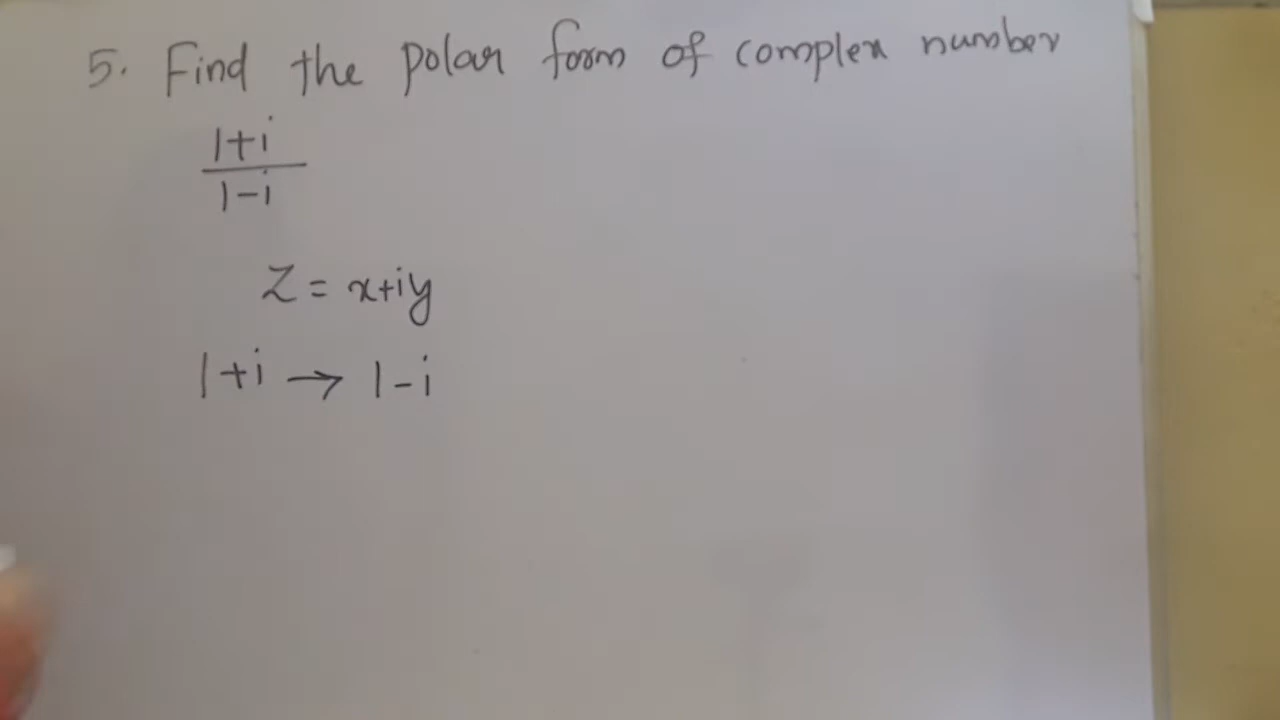 5. Find the polar form of complex number
1+i
1-i
Z = x+iy
1+i → 1-i